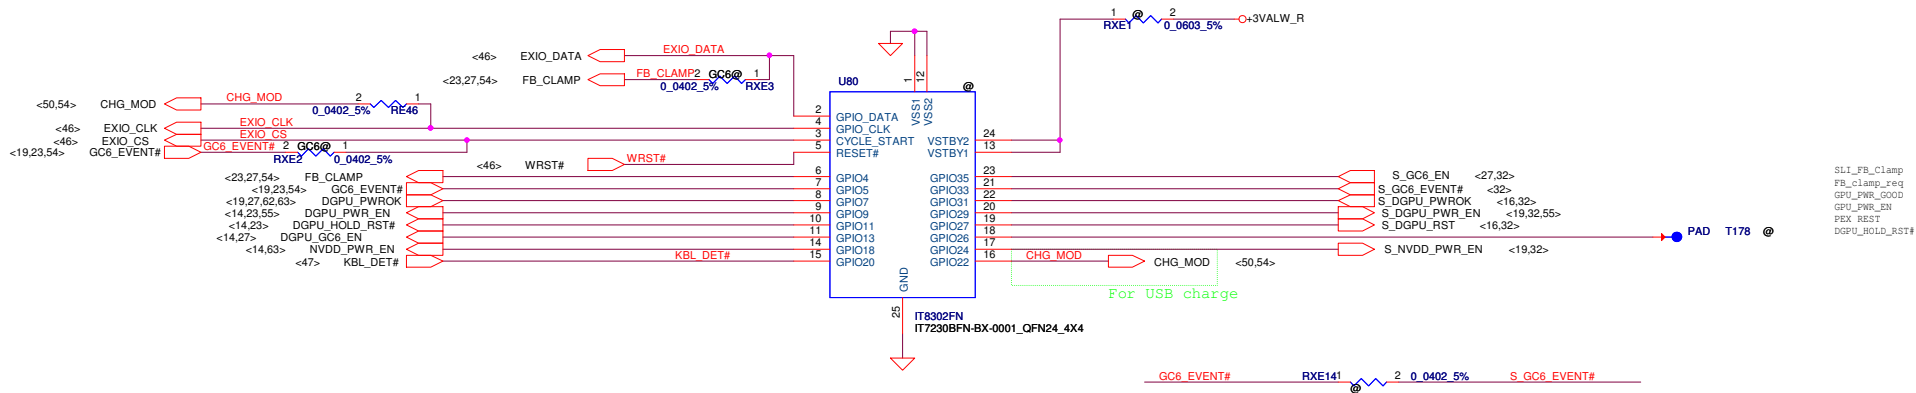 1 @ 2 +3VALW_R
RXE1 0_0603_5%
<46> EXIO_DATA EXIO_DATA
<23,27,54> FB_CLAMP FB_CLAMP 2 GC6@ 1
0_0402_5% RXE3
U80 1 12 @
<50,54> CHG_MOD CHG_MOD 2 1
0_0402_5% RE46
VSS1 VSS2
2 GPIO_DATA
<46> EXIO_CLK EXIO_CLK 4 GPIO_CLK
<46> EXIO_CS EXIO_CS 3 CYCLE_START VSTBY2 24
<19,23,54> GC6_EVENT# GC6_EVENT# 2 GC6@ 1 5 RESET# VSTBY1 13
RXE2 0_0402_5%
<46> WRST# WRST#
<23,27,54> FB_CLAMP 6 GPIO4 GPIO35 23 S_GC6_EN <27,32>
<19,23,54> GC6_EVENT# 7 GPIO5 GPIO33 21 S_GC6_EVENT# <32>
<19,27,62,63> DGPU_PWROK 8 GPIO7 GPIO31 22 S_DGPU_PWROK <16,32>
<14,23,55> DGPU_PWR_EN 9 GPIO9 GPIO29 20 S_DGPU_PWR_EN <19,32,55>
<14,23> DGPU_HOLD_RST# 10 GPIO11 GPIO27 19 S_DGPU_RST <16,32>
<14,27> DGPU_GC6_EN 11 GPIO13 GPIO26 18 PAD T178 @
<14,63> NVDD_PWR_EN 14 GPIO18 GPIO24 17 S_NVDD_PWR_EN <19,32>
<47> KBL_DET# KBL_DET# 15 GPIO20 GPIO22 16 CHG_MOD CHG_MOD <50,54>
SLI_FB_Clamp
FB_clamp_req
GPU_PWR_GOOD
GPU_PWR_EN
PEX REST
DGPU_HOLD_RST#
GND
For USB charge
25
IT8302FN
IT7230BFN-BX-0001_QFN24_4X4
GC6_EVENT# RXE14 1 2 0_0402_5% S_GC6_EVENT#
@